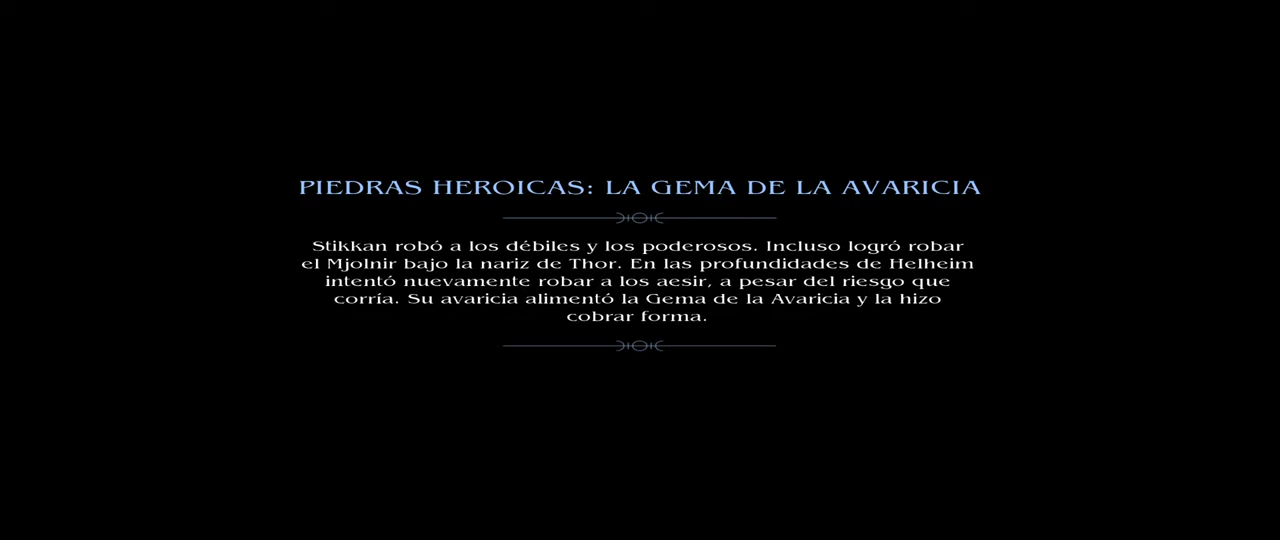 PIEDRAS HEROICAS: LA GEMA DE LA AVARICIA
Stikkan robó a los débiles y los poderosos. Incluso logró robar
el Mjolnir bajo la nariz de Thor. En las profundidades de Helheim
intentó nuevamente robar a los aesir, a pesar del riesgo que
corría. Su avaricia alimentó la Gema de la Avaricia y la hizo
cobrar forma.